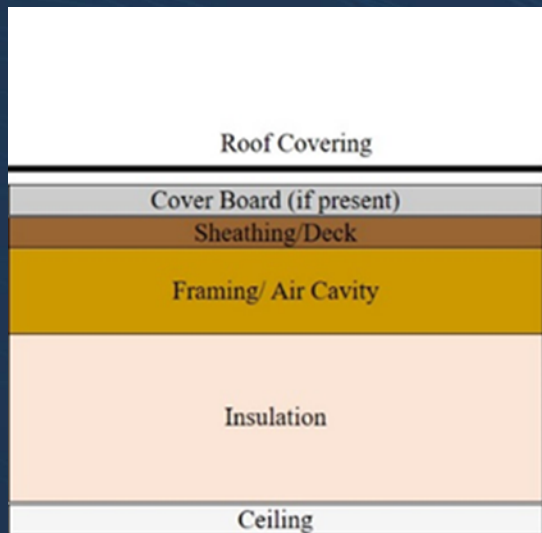 Roof Covering
Cover Board (if present)
Sheathing/Deck
Framing/ Air Cavity
Insulation
Ceiling